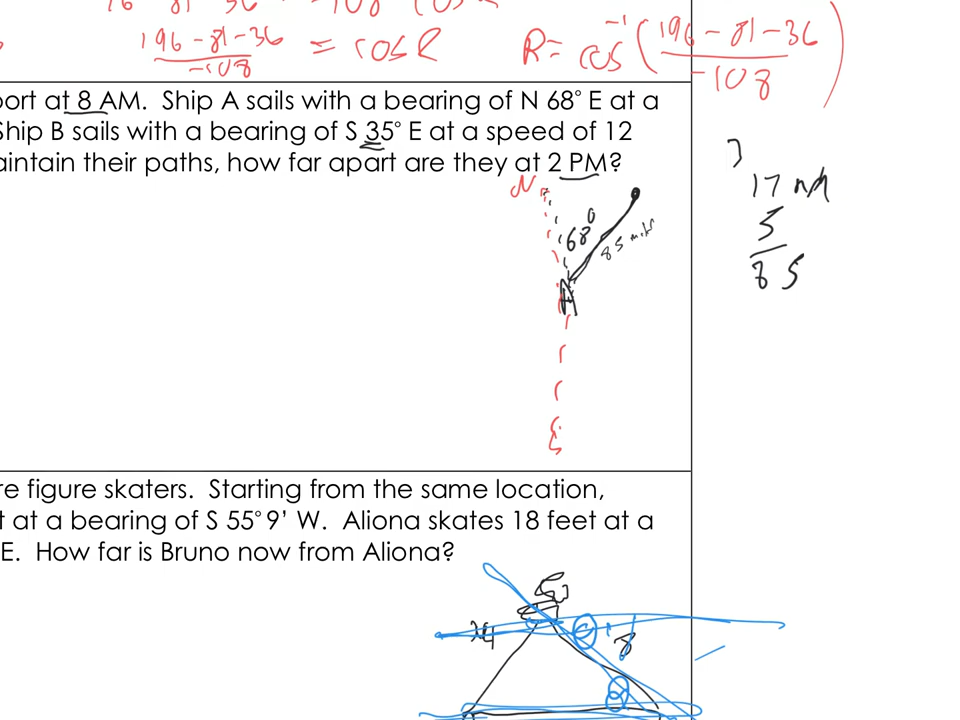 196-81-36 = cos R R= cos⁻¹(196-81-36
-108 -108)
port at 8 AM. Ship A sails with a bearing of N 68° E at a
Ship B sails with a bearing of S 35° E at a speed of 12
aintain their paths, how far apart are they at 2 PM?
N
17
68°
5
85
85
re figure skaters. Starting from the same location,
t at a bearing of S 55° 9' W. Aliona skates 18 feet at a
E. How far is Bruno now from Aliona?